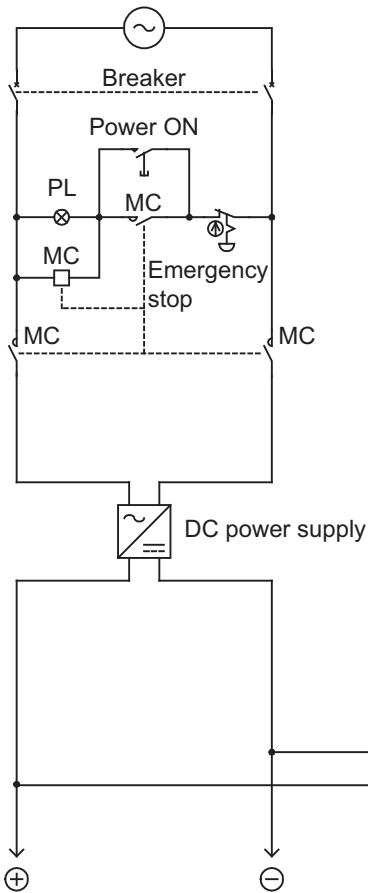 Breaker
Power ON
PL
MC
MC
Emergency
stop
MC
MC
DC power supply